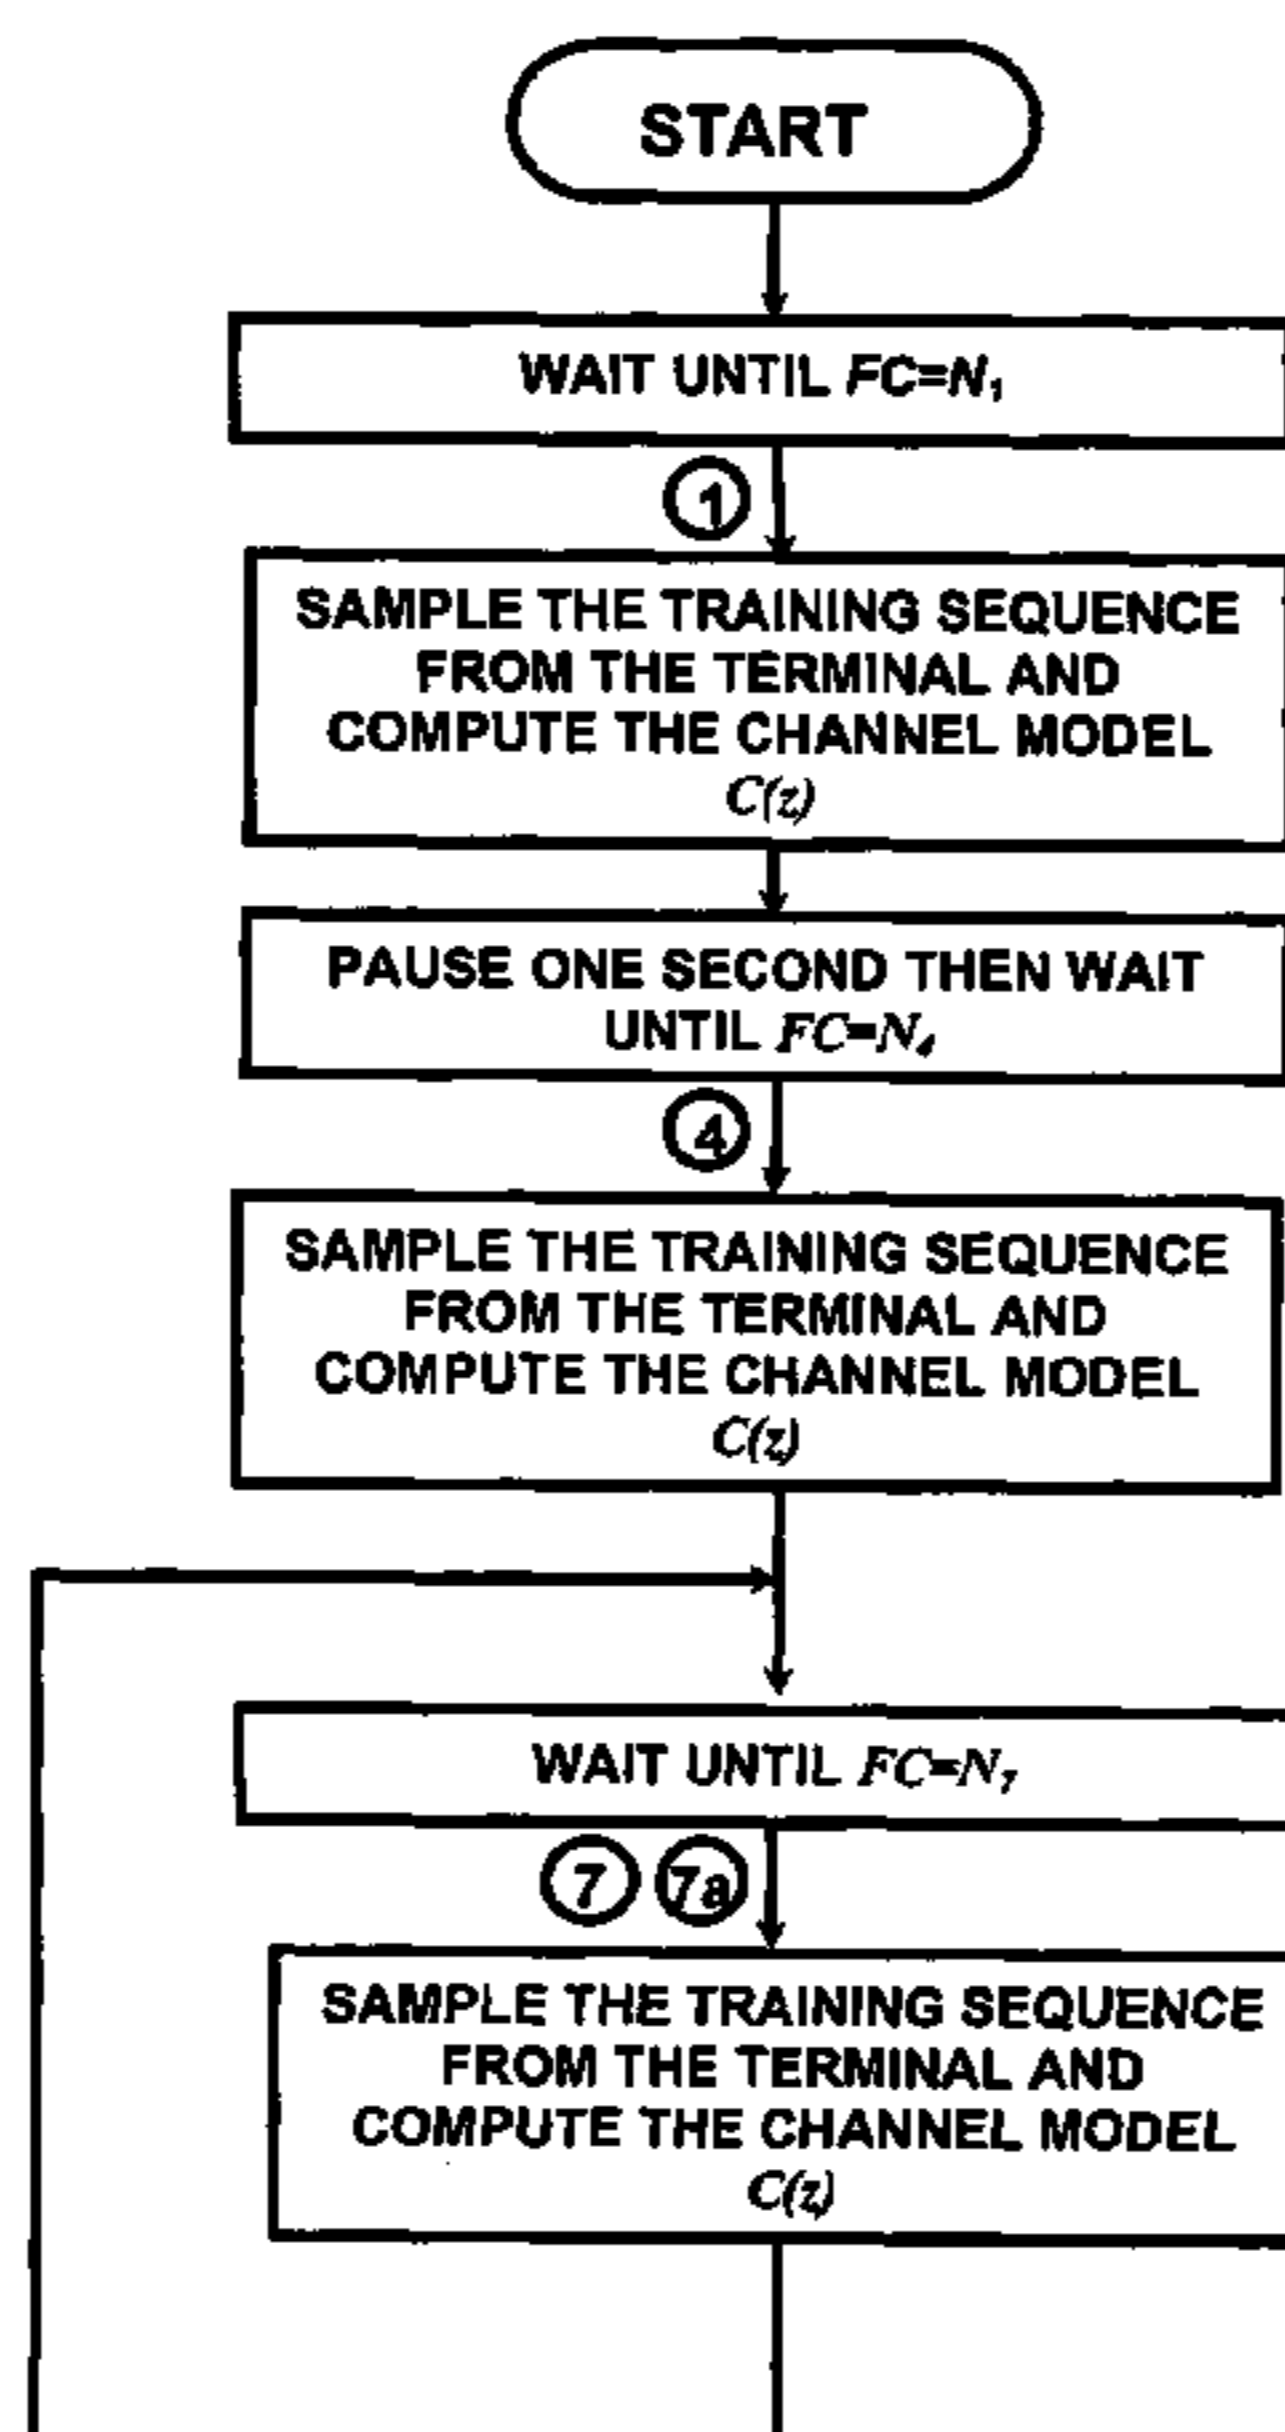 START
WAIT UNTIL FC=N₁
1
SAMPLE THE TRAINING SEQUENCE
FROM THE TERMINAL AND
COMPUTE THE CHANNEL MODEL
C(z)
PAUSE ONE SECOND THEN WAIT
UNTIL FC=N₄
4
SAMPLE THE TRAINING SEQUENCE
FROM THE TERMINAL AND
COMPUTE THE CHANNEL MODEL
C(z)
WAIT UNTIL FC=N₇
7 7a
SAMPLE THE TRAINING SEQUENCE
FROM THE TERMINAL AND
COMPUTE THE CHANNEL MODEL
C(z)